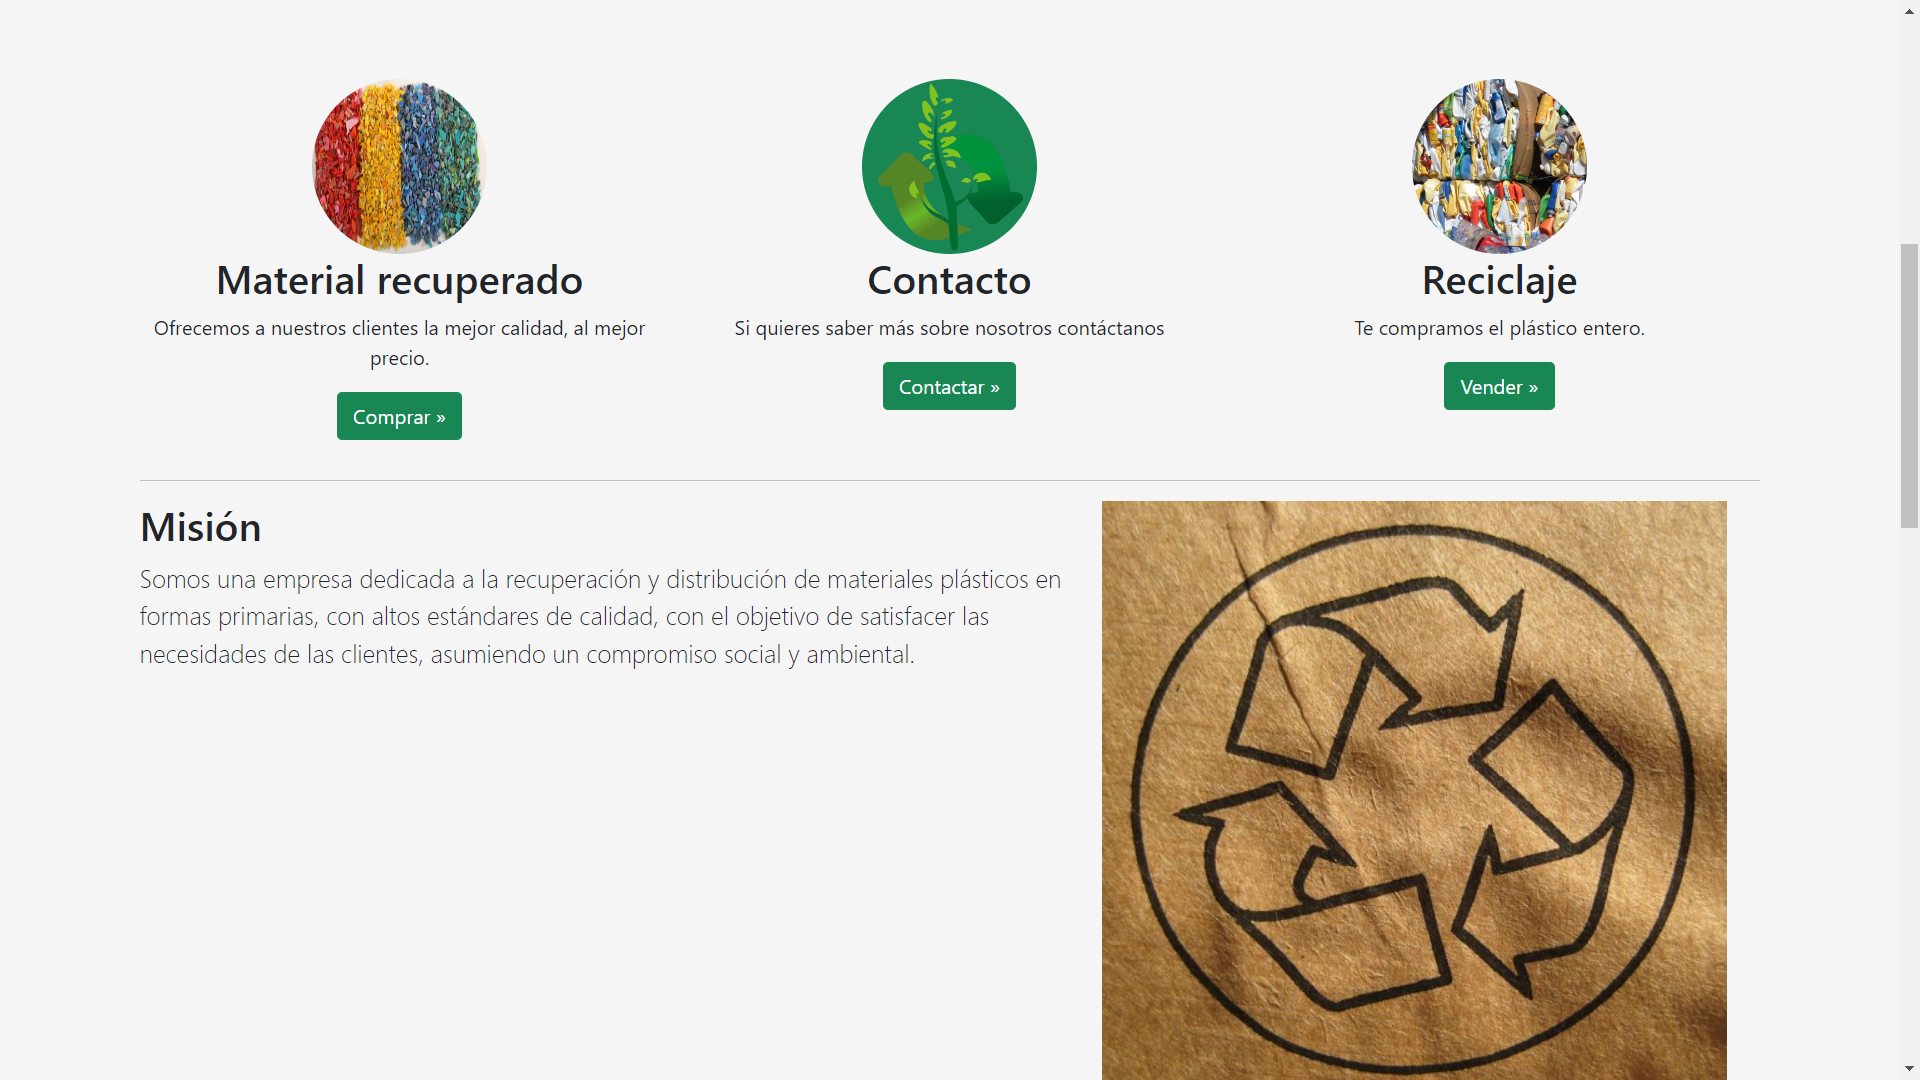 Material recuperado
Ofrecemos a nuestros clientes la mejor calidad, al mejor
precio.
Comprar »
Contacto
Si quieres saber más sobre nosotros contáctanos
Contactar »
Reciclaje
Te compramos el plástico entero.
Vender »
Misión
Somos una empresa dedicada a la recuperación y distribución de materiales plásticos en
formas primarias, con altos estándares de calidad, con el objetivo de satisfacer las
necesidades de las clientes, asumiendo un compromiso social y ambiental.